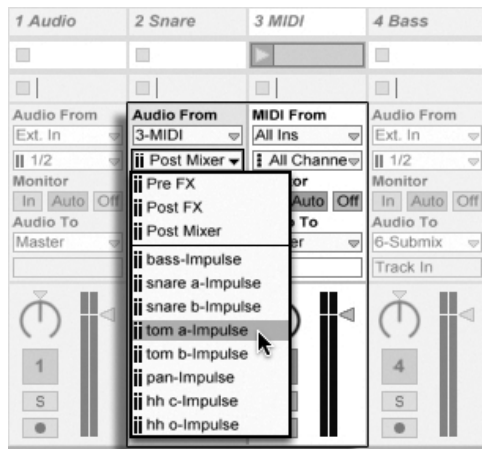 1 Audio 2 Snare 3 MIDI 4 Bass
Audio From Audio From MIDI From Audio From
Ext. In 3-MIDI All Ins Ext. In
1/2 Post Mixer All Channe 1/2
Monitor or Monitor
In Auto Off Auto Off In Auto Off
Audio To To Audio To
Master er 6-Submix
Track In
Pre FX
Post FX
Post Mixer
bass-Impulse
snare a-Impulse
snare b-Impulse
tom a-Impulse
tom b-Impulse
pan-Impulse
hh c-Impulse
hh o-Impulse
1 4
S S